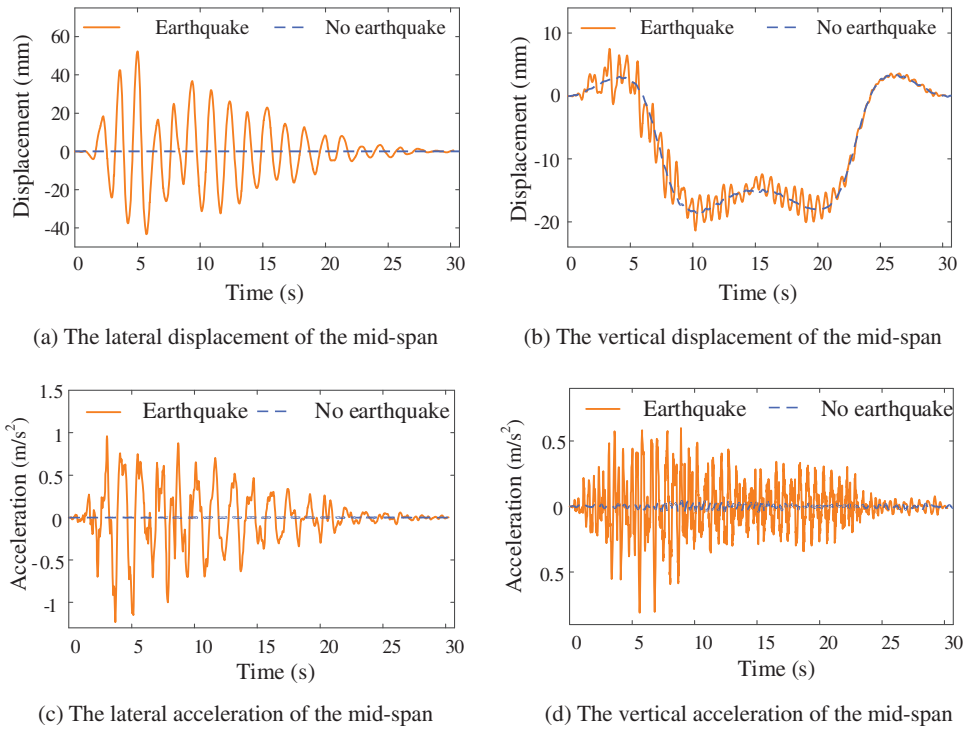 Earthquake No earthquake
60
40
20
0
-20
-40
Displacement (mm)
0 5 10 15 20 25 30
Time (s)
(a) The lateral displacement of the mid-span
Earthquake No earthquake
10
0
-10
-20
Displacement (mm)
0 5 10 15 20 25 30
Time (s)
(b) The vertical displacement of the mid-span
Earthquake No earthquake
1.5
1
0.5
0
-0.5
-1
Acceleration (m/s²)
0 5 10 15 20 25 30
Time (s)
(c) The lateral acceleration of the mid-span
Earthquake No earthquake
0.5
0
0.5
Acceleration (m/s²)
0 5 10 15 20 25 30
Time (s)
(d) The vertical acceleration of the mid-span